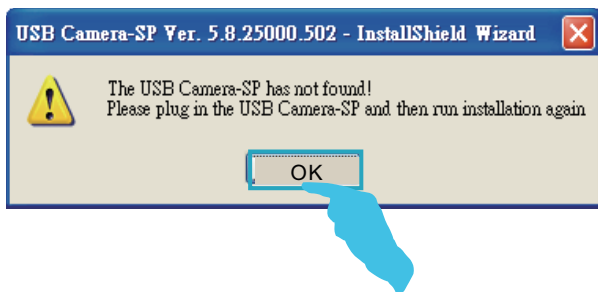 USB Camera-SP Ver. 5.8.25000.502 - InstallShield Wizard
The USB Camera-SP has not found!
Please plug in the USB Camera-SP and then run installation again
OK